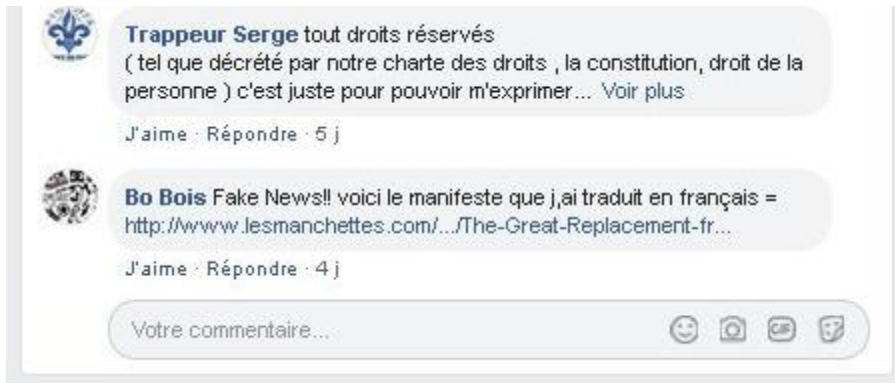 Trappeur Serge tout droits réservés
( tel que décrété par notre charte des droits , la constitution, droit de la
personne ) c'est juste pour pouvoir m'exprimer... Voir plus
J'aime · Répondre · 5 j
Bo Bois Fake News!! voici le manifeste que j,ai traduit en français =
http://www.lesmanchettes.com/.../The-Great-Replacement-fr...
J'aime · Répondre · 4 j
Votre commentaire...
GIF